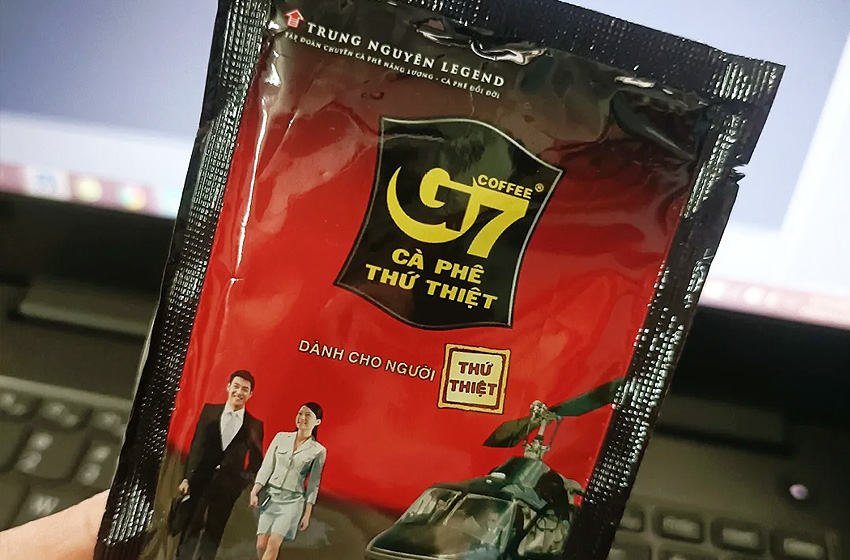 TRUNG NGUYÊN LEGEND
TẬP ĐOÀN CHUYÊN CÀ PHÊ NĂNG LƯỢNG - CÀ PHÊ ĐỔI ĐỜI
COFFEE®
G7
CÀ PHÊ
THỨ THIỆT
DÀNH CHO NGƯỜI
THỨ
THIỆT